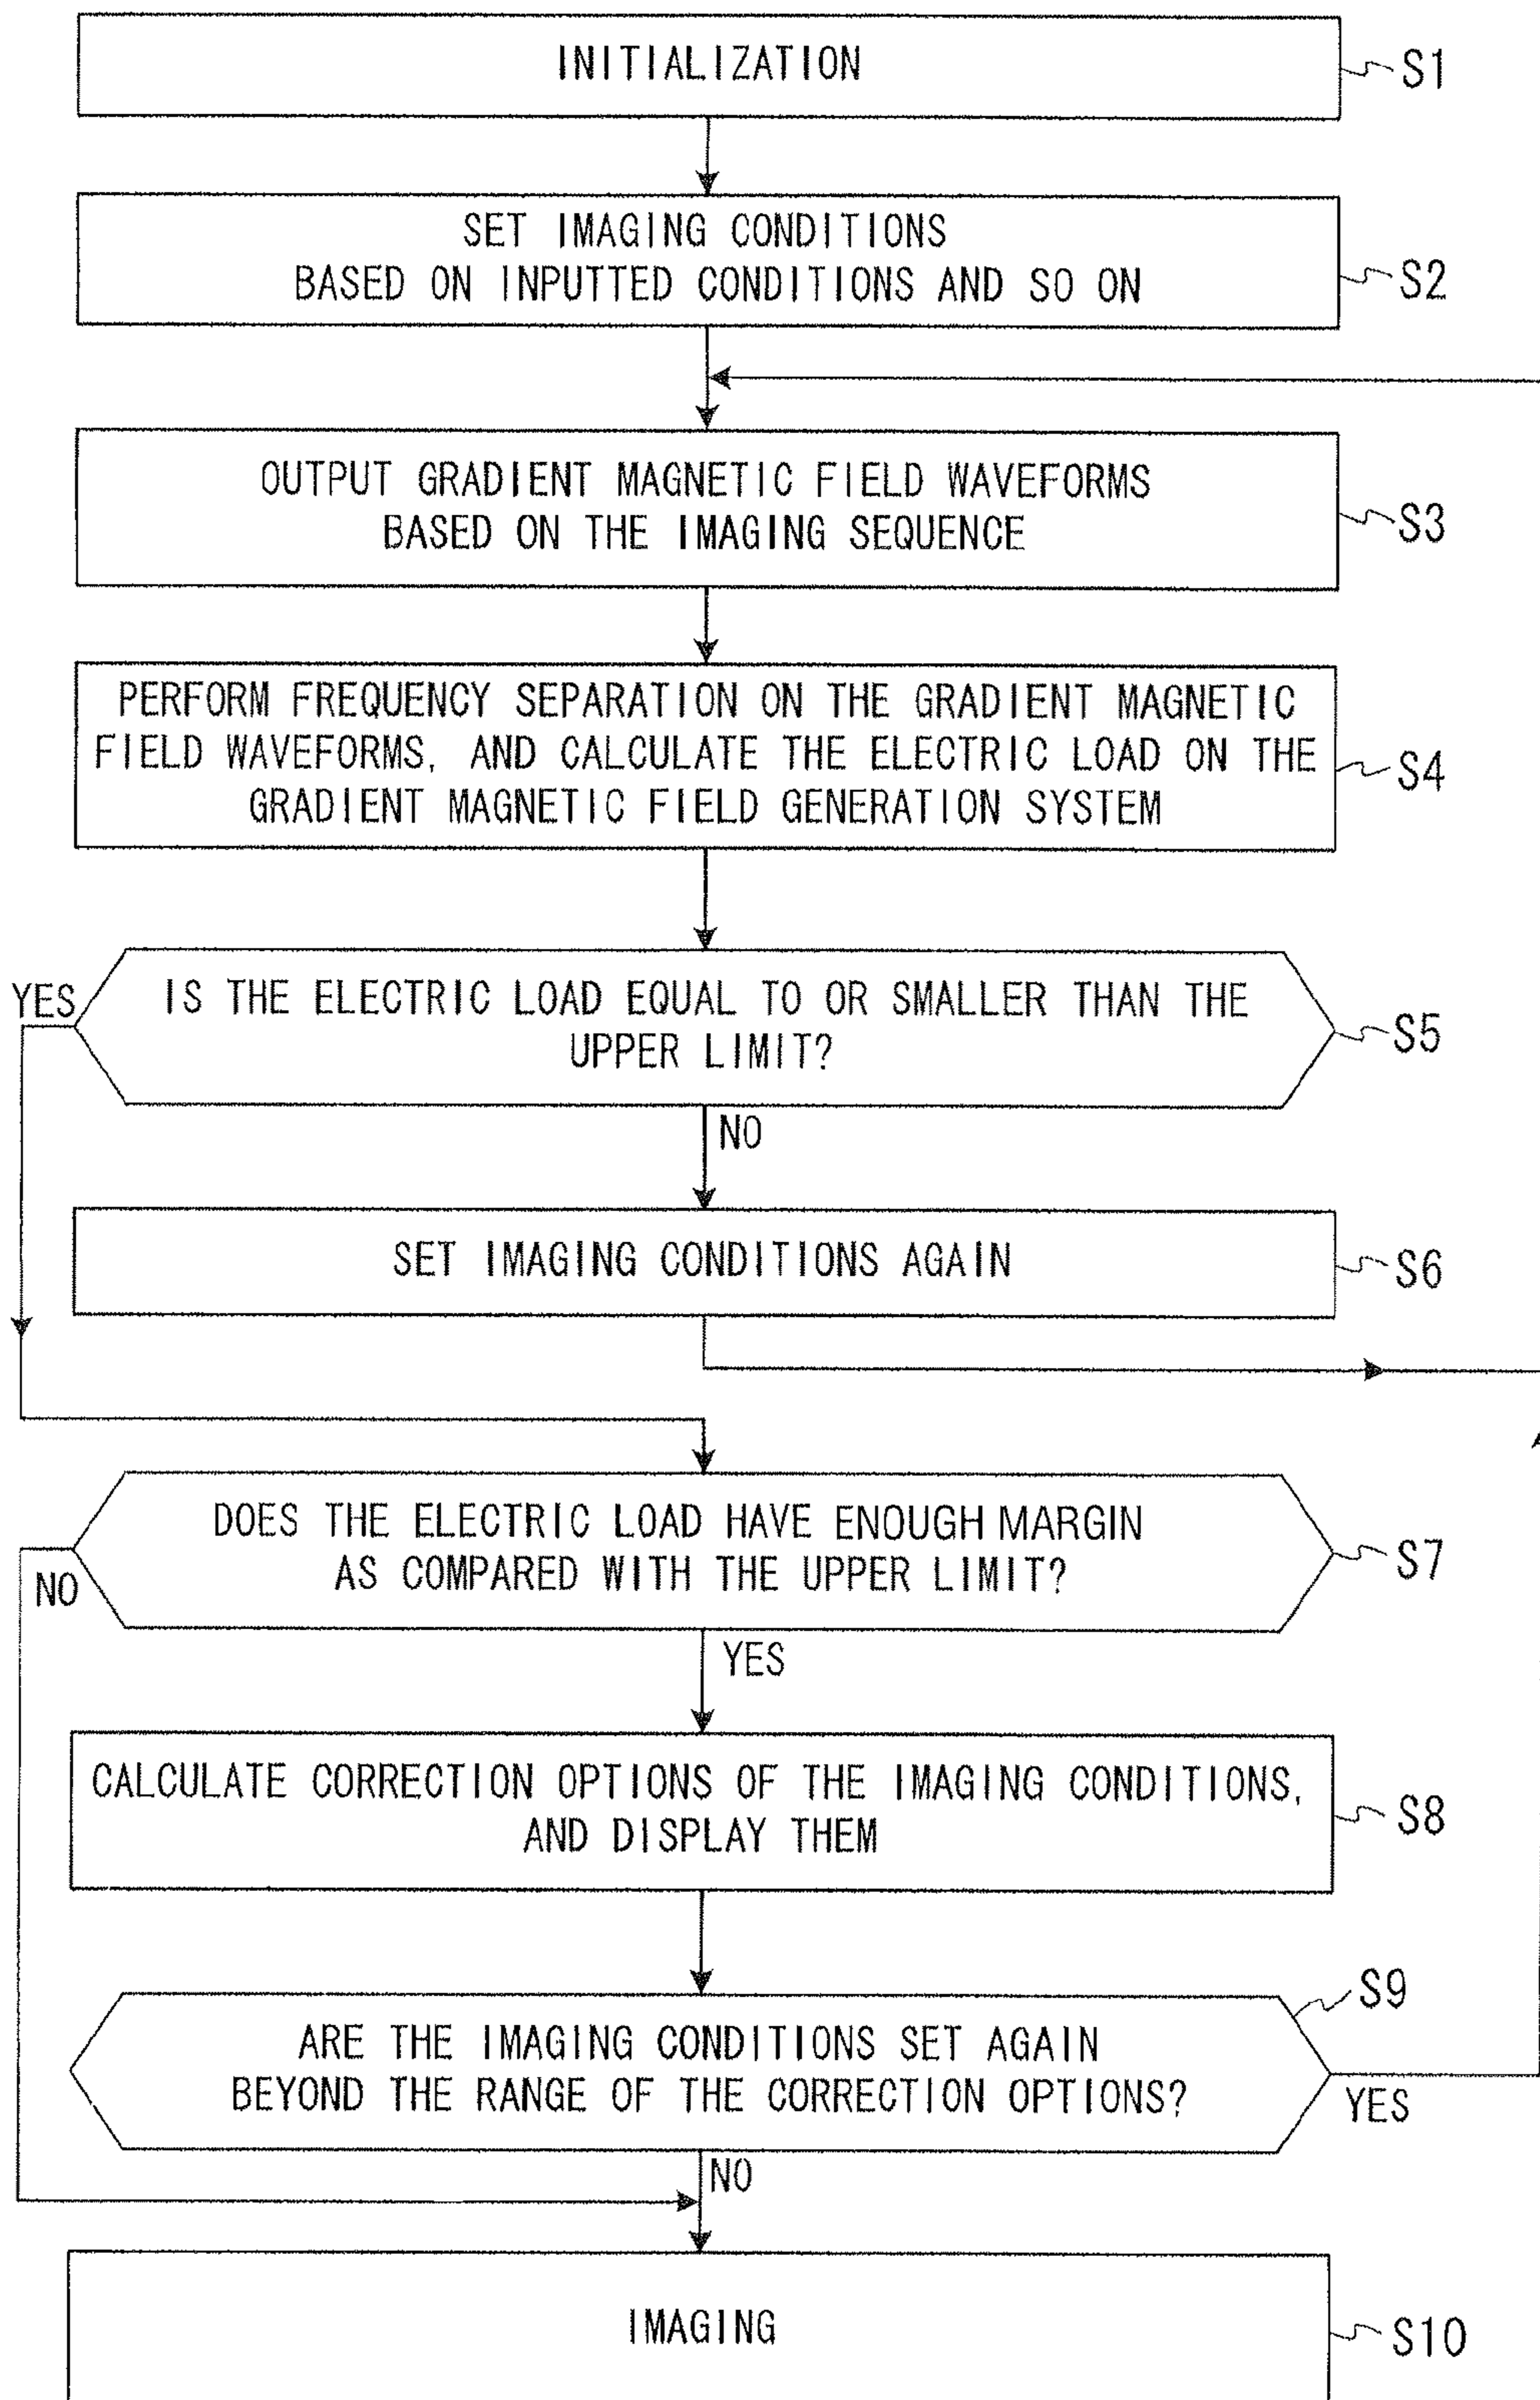 INITIALIZATION
S1
SET IMAGING CONDITIONS
BASED ON INPUTTED CONDITIONS AND SO ON
S2
OUTPUT GRADIENT MAGNETIC FIELD WAVEFORMS
BASED ON THE IMAGING SEQUENCE
S3
PERFORM FREQUENCY SEPARATION ON THE GRADIENT MAGNETIC
FIELD WAVEFORMS, AND CALCULATE THE ELECTRIC LOAD ON THE
GRADIENT MAGNETIC FIELD GENERATION SYSTEM
S4
YES
IS THE ELECTRIC LOAD EQUAL TO OR SMALLER THAN THE
UPPER LIMIT?
S5
NO
SET IMAGING CONDITIONS AGAIN
S6
DOES THE ELECTRIC LOAD HAVE ENOUGH MARGIN
AS COMPARED WITH THE UPPER LIMIT?
S7
NO
YES
CALCULATE CORRECTION OPTIONS OF THE IMAGING CONDITIONS,
AND DISPLAY THEM
S8
S9
ARE THE IMAGING CONDITIONS SET AGAIN
BEYOND THE RANGE OF THE CORRECTION OPTIONS?
YES
NO
IMAGING
S10